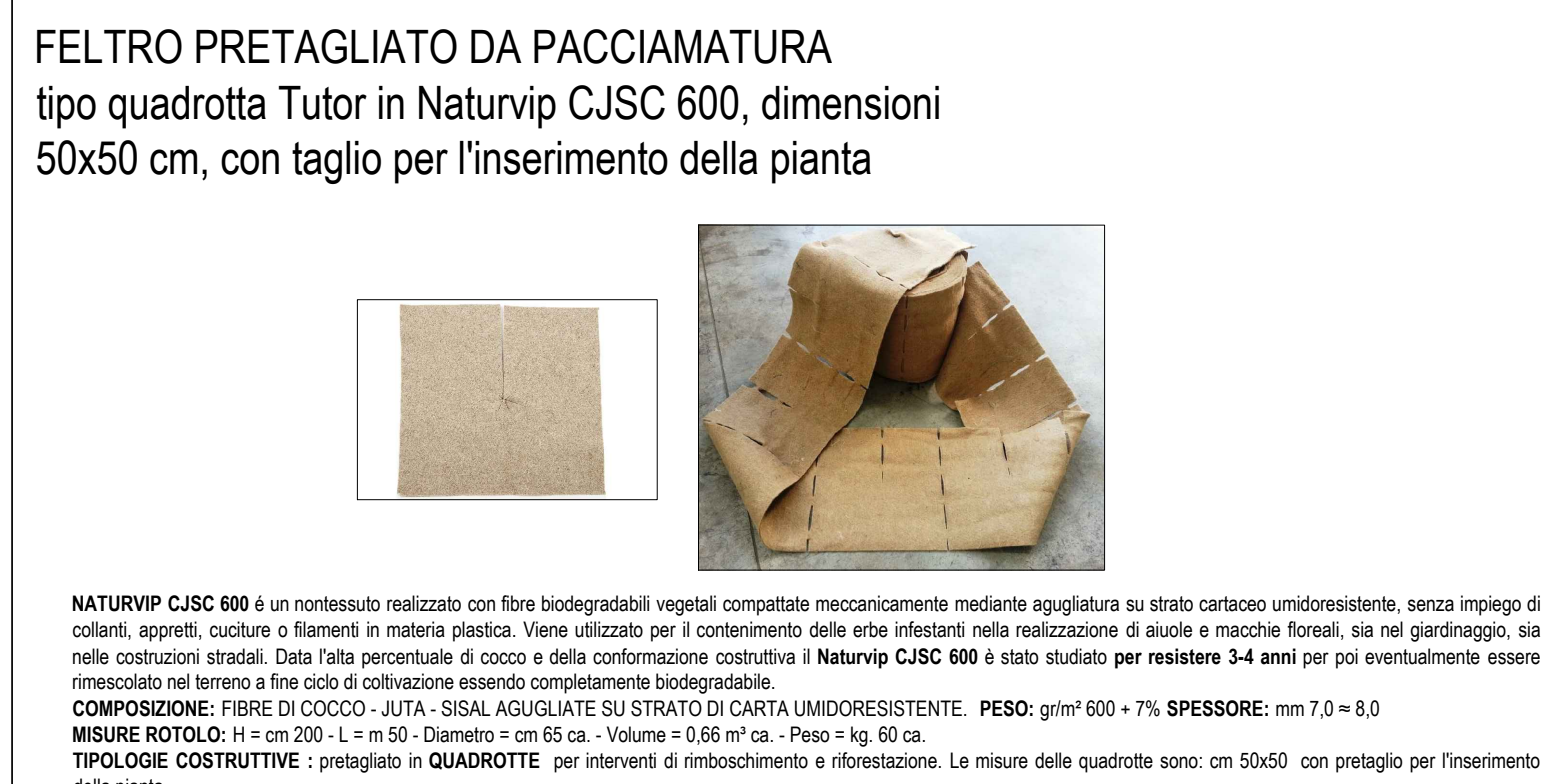 FELTRO PRETAGLIATO DA PACCIAMATURA
tipo quadrotta Tutor in Naturvip CJSC 600, dimensioni
50x50 cm, con taglio per l'inserimento della pianta
NATURVIP CJSC 600 é un nontessuto realizzato con fibre biodegradabili vegetali compattate meccanicamente mediante agugliatura su strato cartaceo umidoresistente, senza impiego di
collanti, appretti, cuciture o filamenti in materia plastica. Viene utilizzato per il contenimento delle erbe infestanti nella realizzazione di aiuole e macchie floreali, sia nel giardinaggio, sia
nelle costruzioni stradali. Data l'alta percentuale di cocco e della conformazione costruttiva il Naturvip CJSC 600 è stato studiato per resistere 3-4 anni per poi eventualmente essere
rimescolato nel terreno a fine ciclo di coltivazione essendo completamente biodegradabile.
COMPOSIZIONE: FIBRE DI COCCO - JUTA - SISAL AGUGLIATE SU STRATO DI CARTA UMIDORESISTENTE. PESO: gr/m² 600 + 7% SPESSORE: mm 7,0 ≈ 8,0
MISURE ROTOLO: H = cm 200 - L = m 50 - Diametro = cm 65 ca. - Volume = 0,66 m³ ca. - Peso = kg. 60 ca.
TIPOLOGIE COSTRUTTIVE : pretagliato in QUADROTTE per interventi di rimboschimento e riforestazione. Le misure delle quadrotte sono: cm 50x50 con pretaglio per l'inserimento